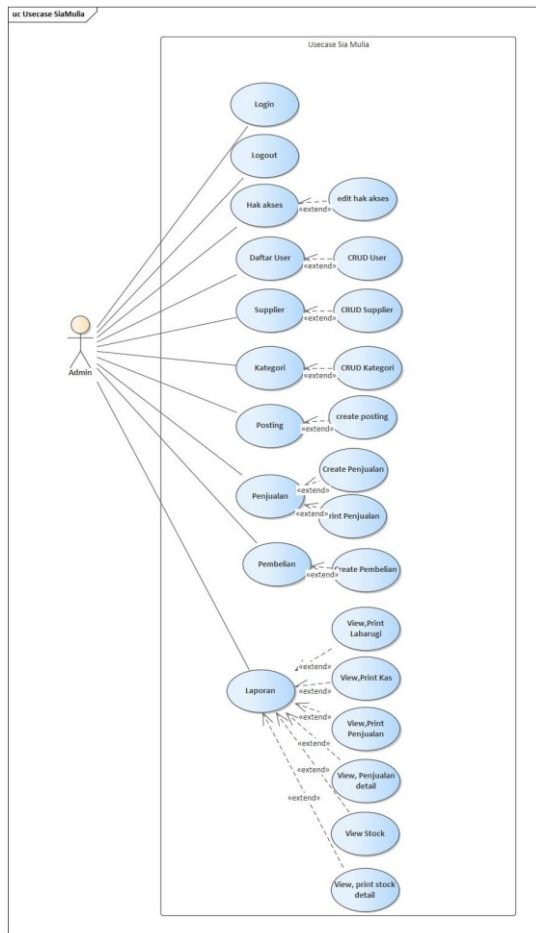 uc Usecase SiaMulia
Usecase Sia Mulia
Login
Logout
Hak akses
«extend»
edit hak akses
Daftar User
«extend»
CRUD User
Supplier
«extend»
CRUD Supplier
Admin
Kategori
«extend»
CRUD Kategori
Posting
«extend»
create posting
Penjualan
«extend»
Create Penjualan
«extend»
rint Penjualan
Pembelian
«extend»
reate Pembelian
Laporan
«extend»
View,Print
Labarugi
«extend»
View,Print Kas
«extend»
View,Print
Penjualan
«extend»
View, Penjualan
detail
«extend»
View Stock
«extend»
View, print stock
detail